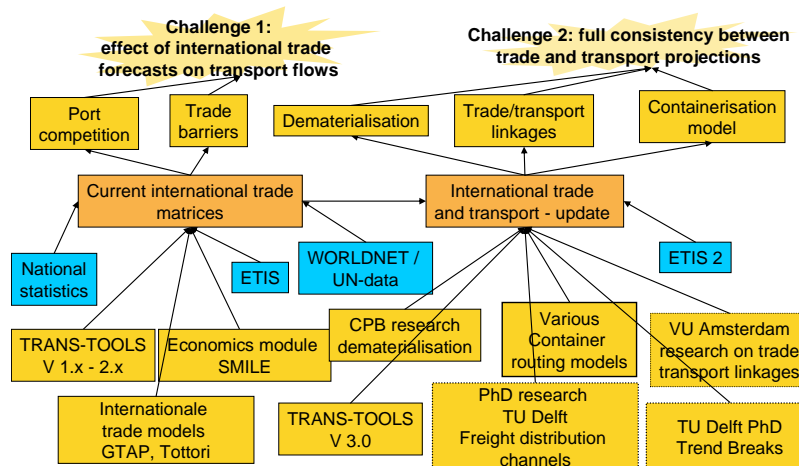 Challenge 1:
effect of international trade
forecasts on transport flows
Challenge 2: full consistency between
trade and transport projections
Port
competition
Trade
barriers
Dematerialisation
Trade/transport
linkages
Containerisation
model
Current international trade
matrices
International trade
and transport - update
National
statistics
ETIS
WORLDNET /
UN-data
ETIS 2
TRANS-TOOLS
V 1.x - 2.x
Economics module
SMILE
CPB research
dematerialisation
Various
Container
routing models
VU Amsterdam
research on trade
transport linkages
Internationale
trade models
GTAP, Tottori
TRANS-TOOLS
V 3.0
PhD research
TU Delft
Freight distribution
channels
TU Delft PhD
Trend Breaks